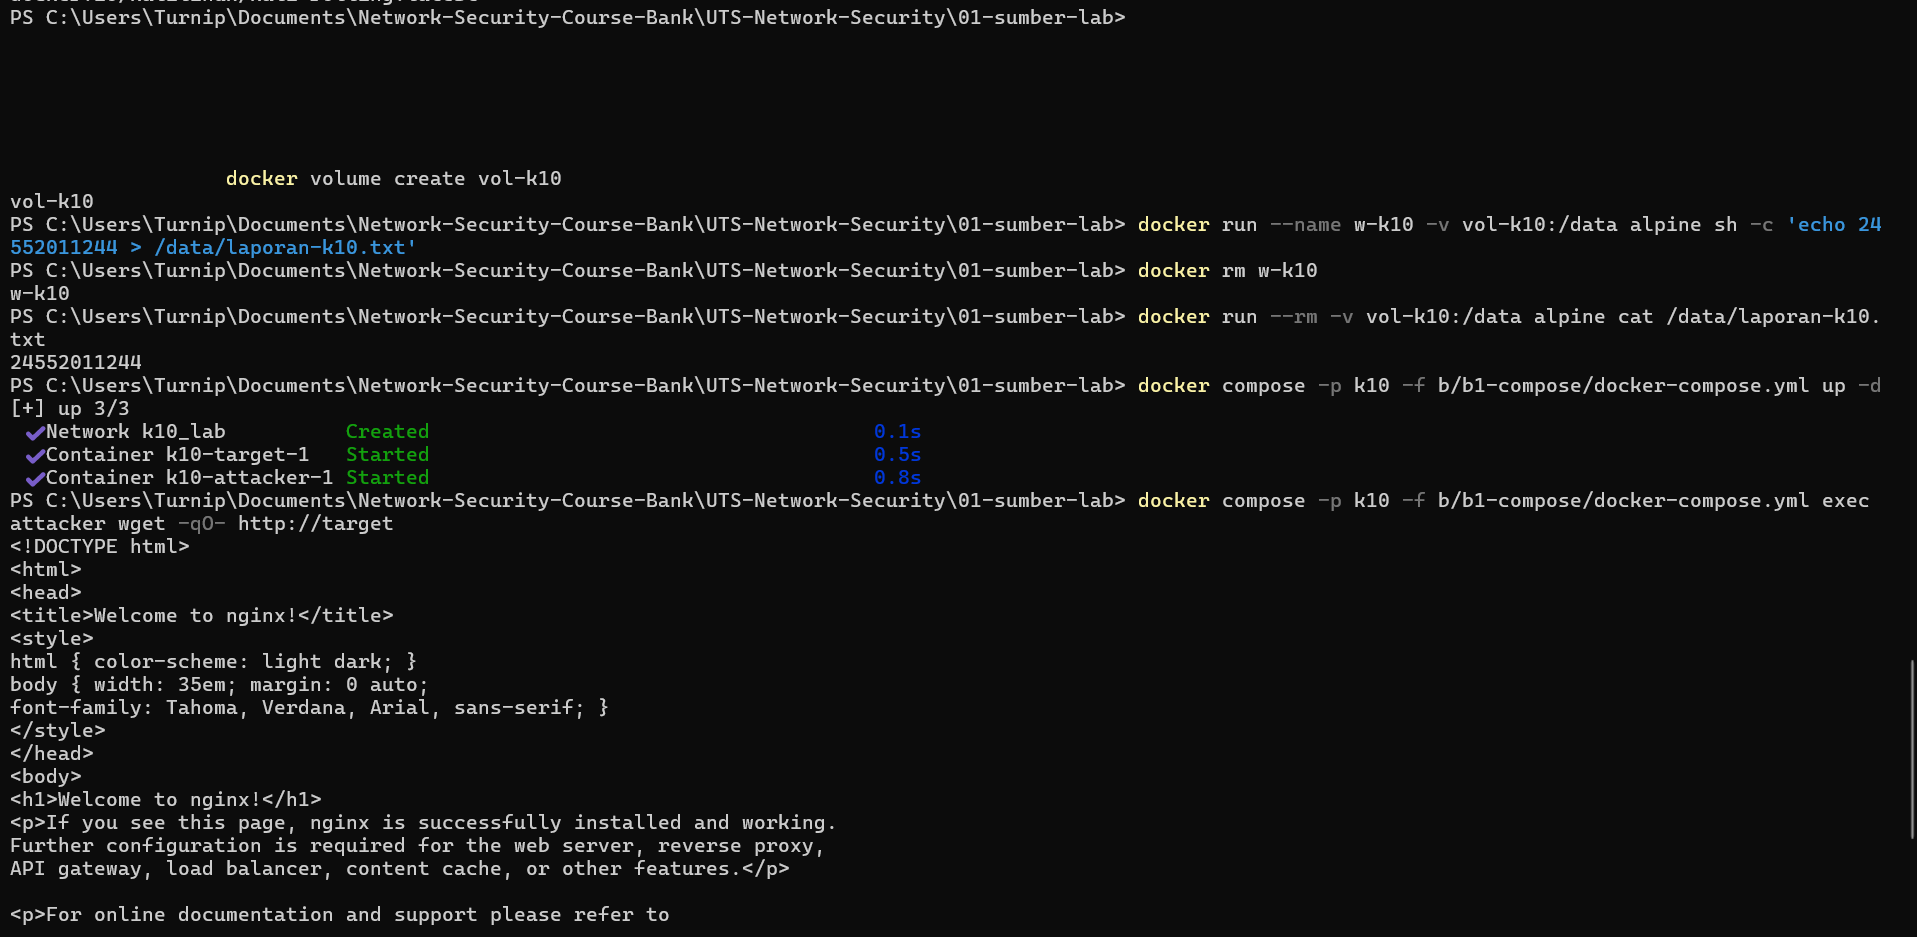 PS C:\Users\Turnip\Documents\Network-Security-Course-Bank\UTS-Network-Security\01-sumber-lab>
docker volume create vol-k10
vol-k10
PS C:\Users\Turnip\Documents\Network-Security-Course-Bank\UTS-Network-Security\01-sumber-lab> docker run --name w-k10 -v vol-k10:/data alpine sh -c 'echo 24
552011244 > /data/laporan-k10.txt'
PS C:\Users\Turnip\Documents\Network-Security-Course-Bank\UTS-Network-Security\01-sumber-lab> docker rm w-k10
w-k10
PS C:\Users\Turnip\Documents\Network-Security-Course-Bank\UTS-Network-Security\01-sumber-lab> docker run --rm -v vol-k10:/data alpine cat /data/laporan-k10.
txt
24552011244
PS C:\Users\Turnip\Documents\Network-Security-Course-Bank\UTS-Network-Security\01-sumber-lab> docker compose -p k10 -f b/b1-compose/docker-compose.yml up -d
[+] up 3/3
✔Network k10_lab Created 0.1s
✔Container k10-target-1 Started 0.5s
✔Container k10-attacker-1 Started 0.8s
PS C:\Users\Turnip\Documents\Network-Security-Course-Bank\UTS-Network-Security\01-sumber-lab> docker compose -p k10 -f b/b1-compose/docker-compose.yml exec
attacker wget -qO- http://target
<!DOCTYPE html>
<html>
<head>
<title>Welcome to nginx!</title>
<style>
html { color-scheme: light dark; }
body { width: 35em; margin: 0 auto;
font-family: Tahoma, Verdana, Arial, sans-serif; }
</style>
</head>
<body>
<h1>Welcome to nginx!</h1>
<p>If you see this page, nginx is successfully installed and working.
Further configuration is required for the web server, reverse proxy,
API gateway, load balancer, content cache, or other features.</p>

<p>For online documentation and support please refer to